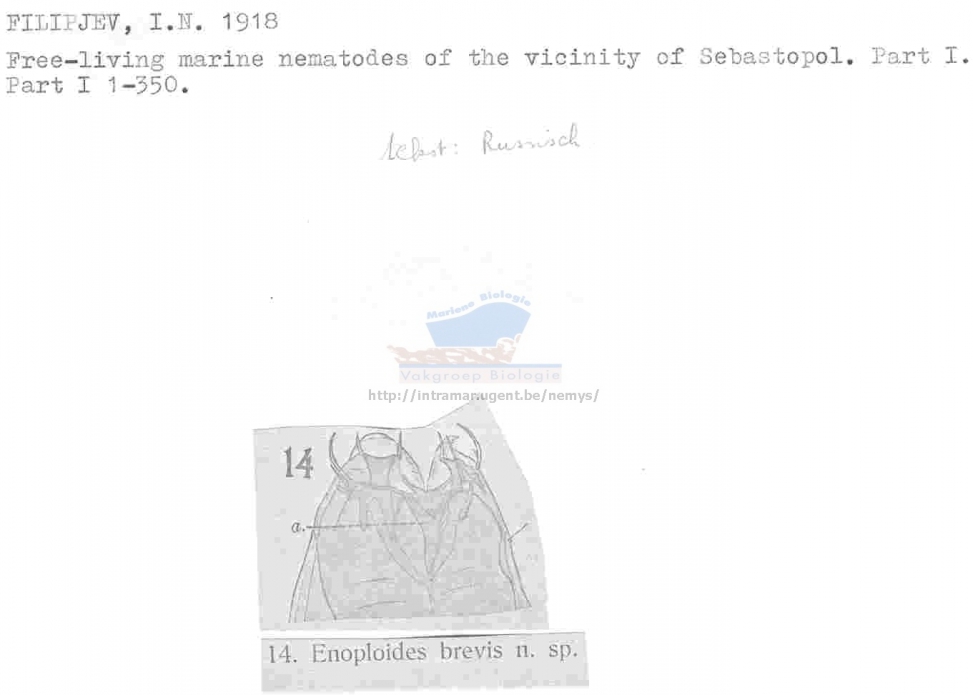 FILIPJEV, I.N. 1918
Free-living marine nematodes of the vicinity of Sebastopol. Part I.
Part I 1-350.
tekst: Russisch
Mariene Biologie
Vakgroep Biologie
http://intramar.ugent.be/nemys/
14
a.
14. Enoploides brevis n. sp.